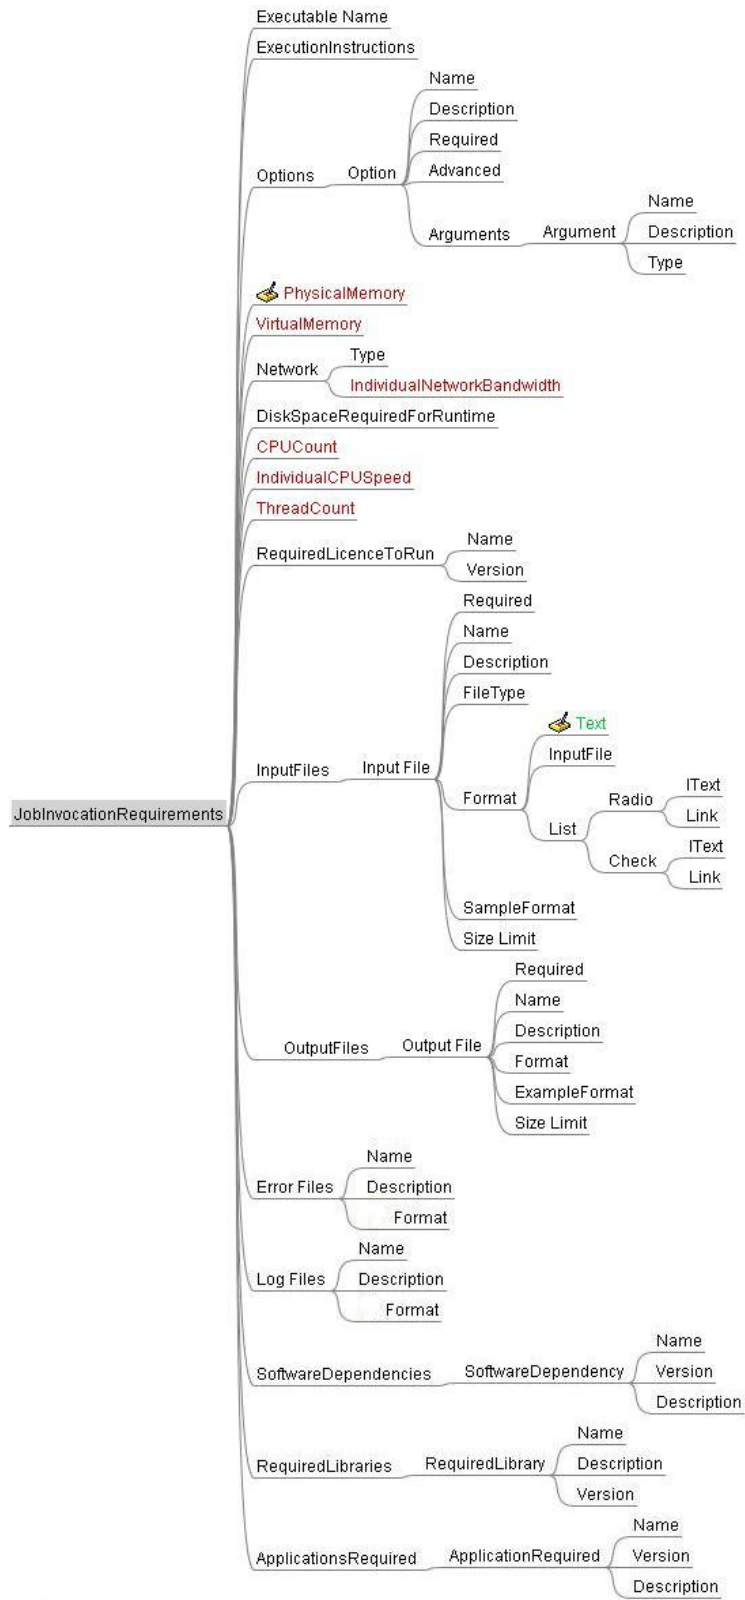 Executable Name
ExecutionInstructions
Name
Description
Required
Options
Option
Advanced
Name
Arguments
Argument
Description
Type
PhysicalMemory
VirtualMemory
Type
Network
IndividualNetworkBandwidth
DiskSpaceRequiredForRuntime
CPUCount
IndividualCPUSpeed
ThreadCount
Name
RequiredLicenceToRun
Version
Required
Name
Description
FileType
Text
InputFile
InputFiles
Input File
Format
IText
Radio
Link
List
IText
Check
Link
JobInvocationRequirements
SampleFormat
Size Limit
Required
Name
Description
OutputFiles
Output File
Format
ExampleFormat
Size Limit
Name
Error Files
Description
Format
Name
Log Files
Description
Format
Name
SoftwareDependencies
SoftwareDependency
Version
Description
Name
RequiredLibraries
RequiredLibrary
Description
Version
Name
ApplicationsRequired
ApplicationRequired
Version
Description